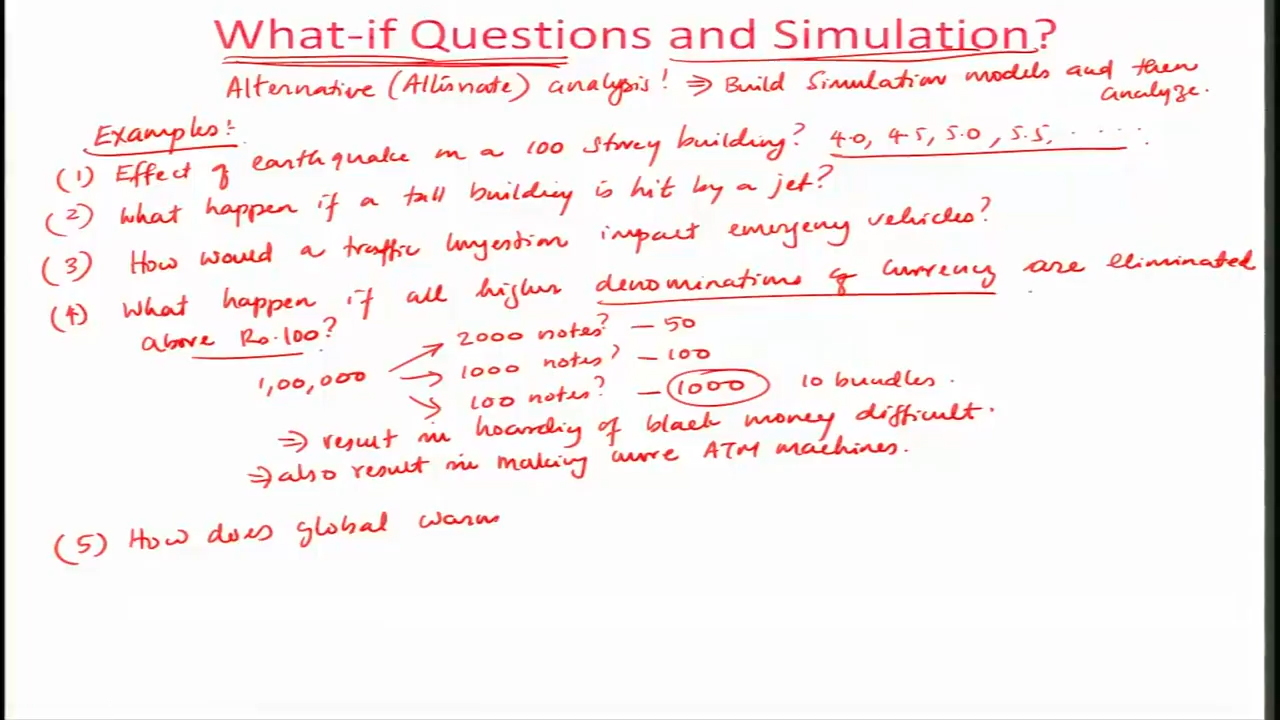 What-if Questions and Simulation?
Alternative (Alternate) analysis! ⇒ Build Simulation models and then
analyze.
Examples:-
(1) Effect of earthquake in a 100 storey building? 4.0, 4.5, 5.0, 5.5, . . . .
(2) What happen if a tall building is hit by a jet?
(3) How would a traffic congestion impact emergency vehicles?
(4) What happen if all higher denominations of currency are eliminated
above Rs.100?
1,00,000
2000 notes? - 50
1000 notes? - 100
100 notes? - 1000 10 bundles.
⇒ result in hoarding of black money difficult.
⇒ also result in making more ATM machines.
(5) How does global warm